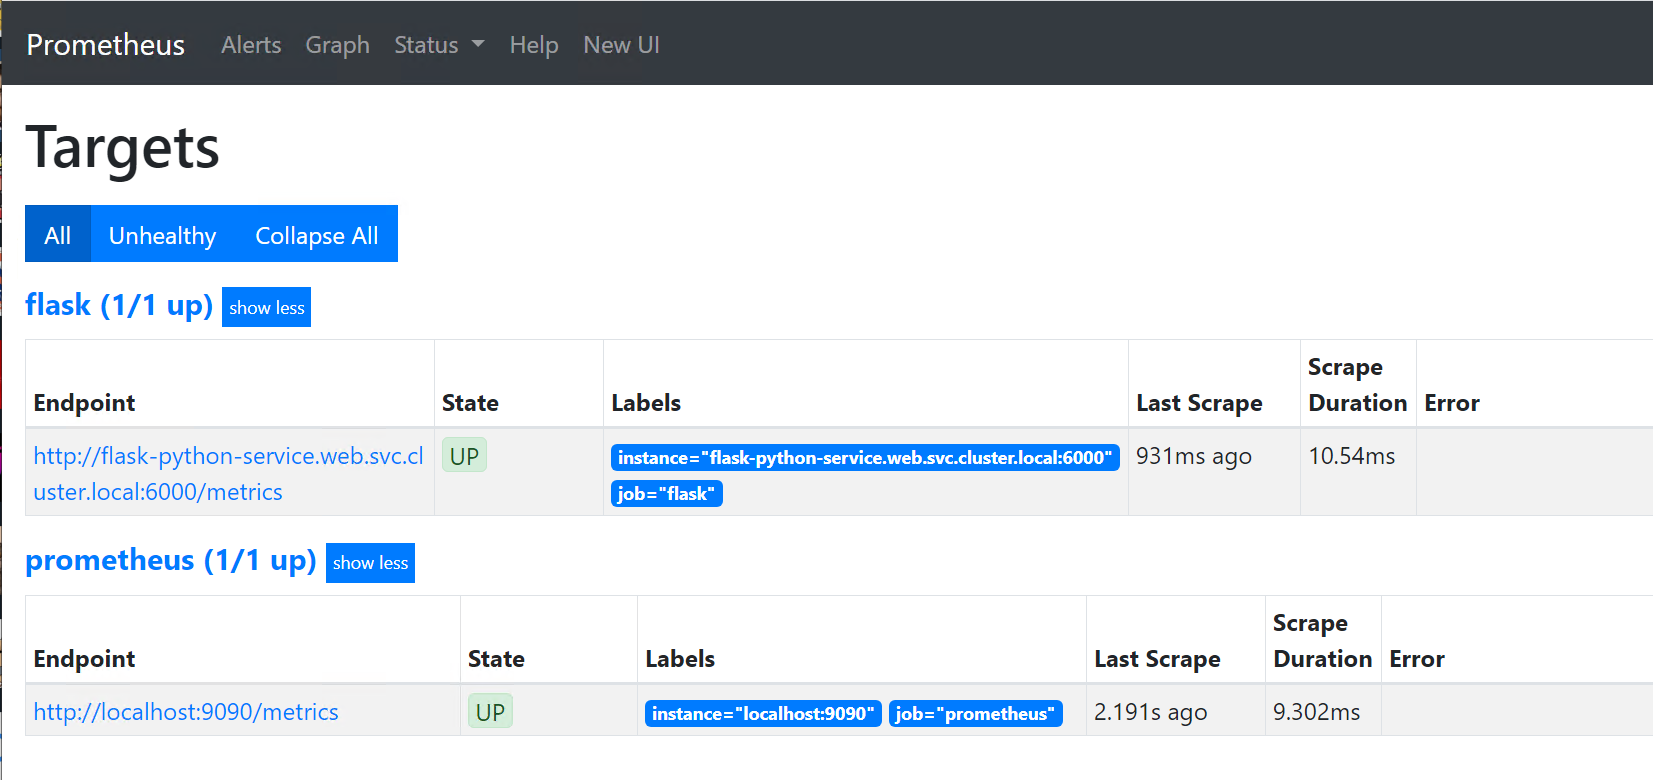 Prometheus Alerts Graph Status Help New UI
Targets
All Unhealthy Collapse All
flask (1/1 up) show less
Endpoint State Labels Last Scrape Scrape Duration Error
http://flask-python-service.web.svc.cl
uster.local:6000/metrics
UP
instance="flask-python-service.web.svc.cluster.local:6000"
job="flask"
931ms ago
10.54ms
prometheus (1/1 up) show less
Endpoint State Labels Last Scrape Scrape Duration Error
http://localhost:9090/metrics UP instance="localhost:9090" job="prometheus" 2.191s ago 9.302ms